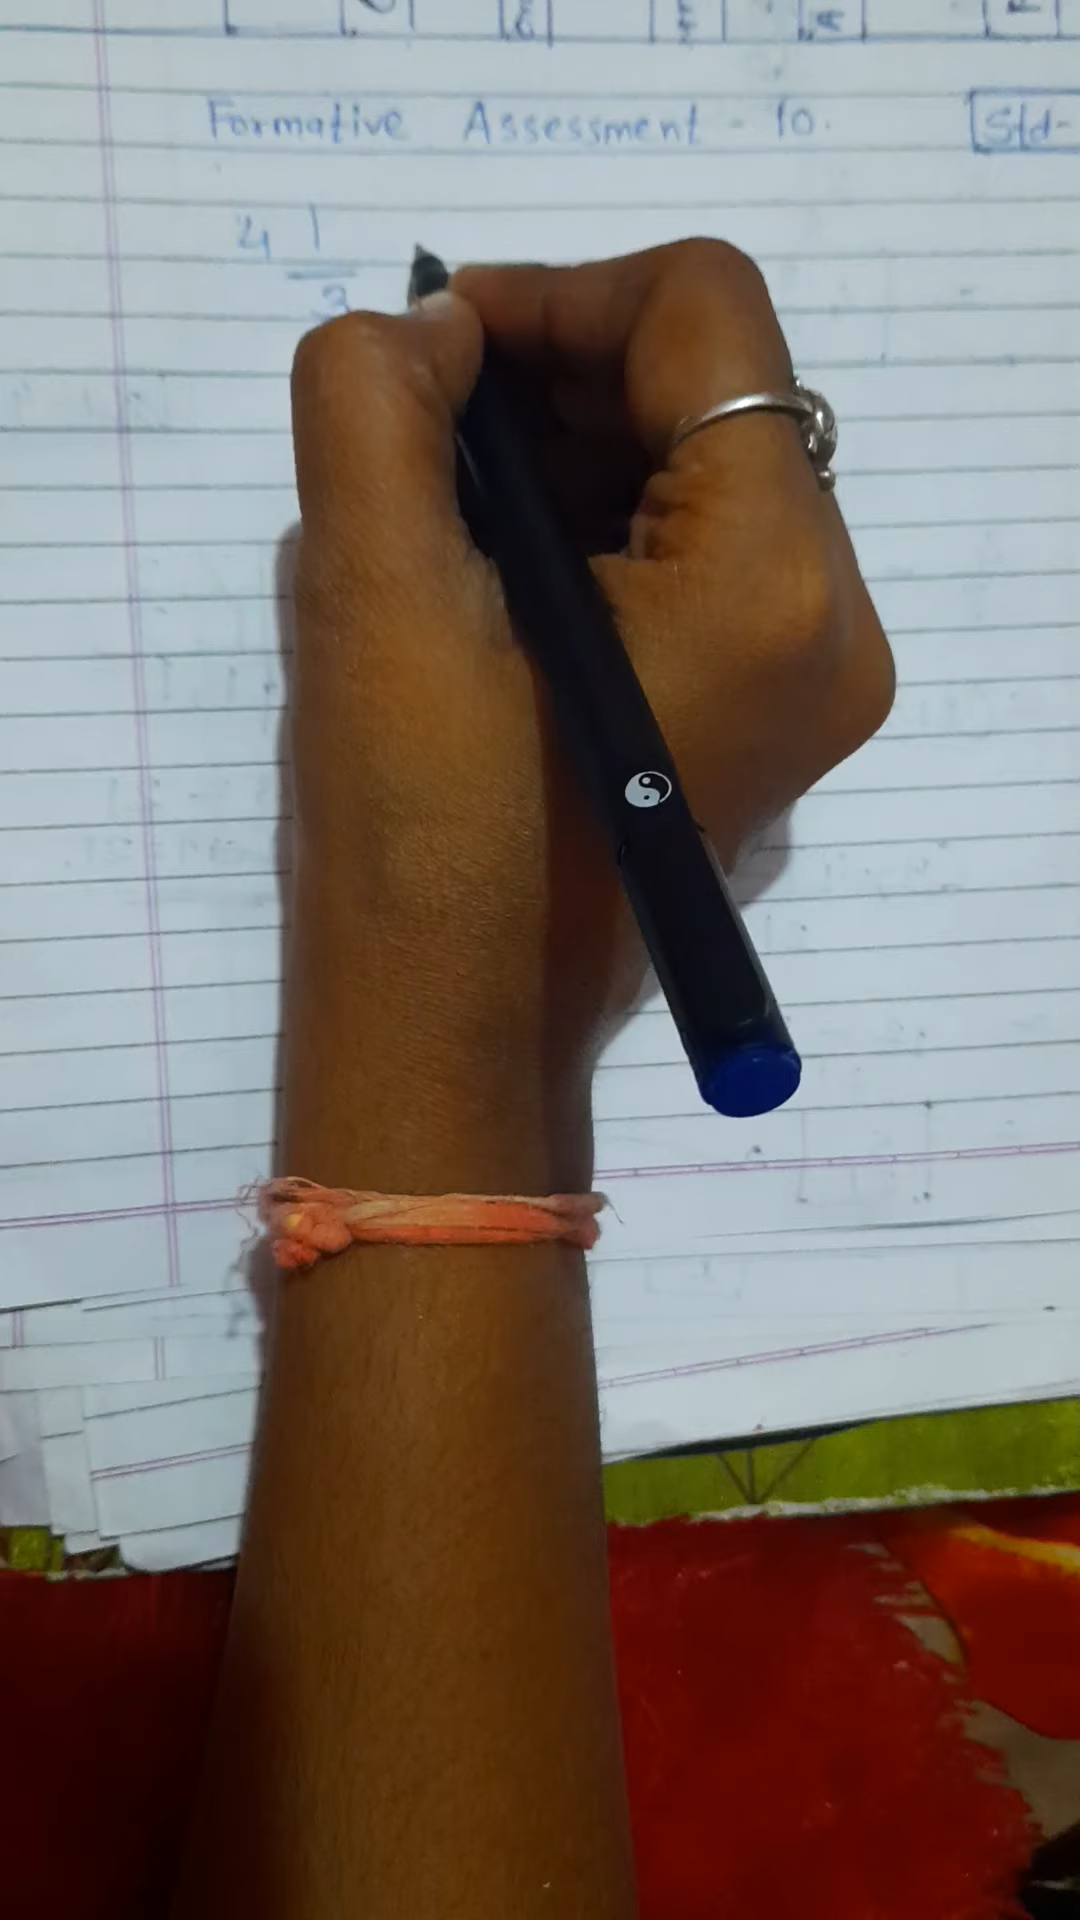 Formative Assessment - 10. Std-
4 1/3